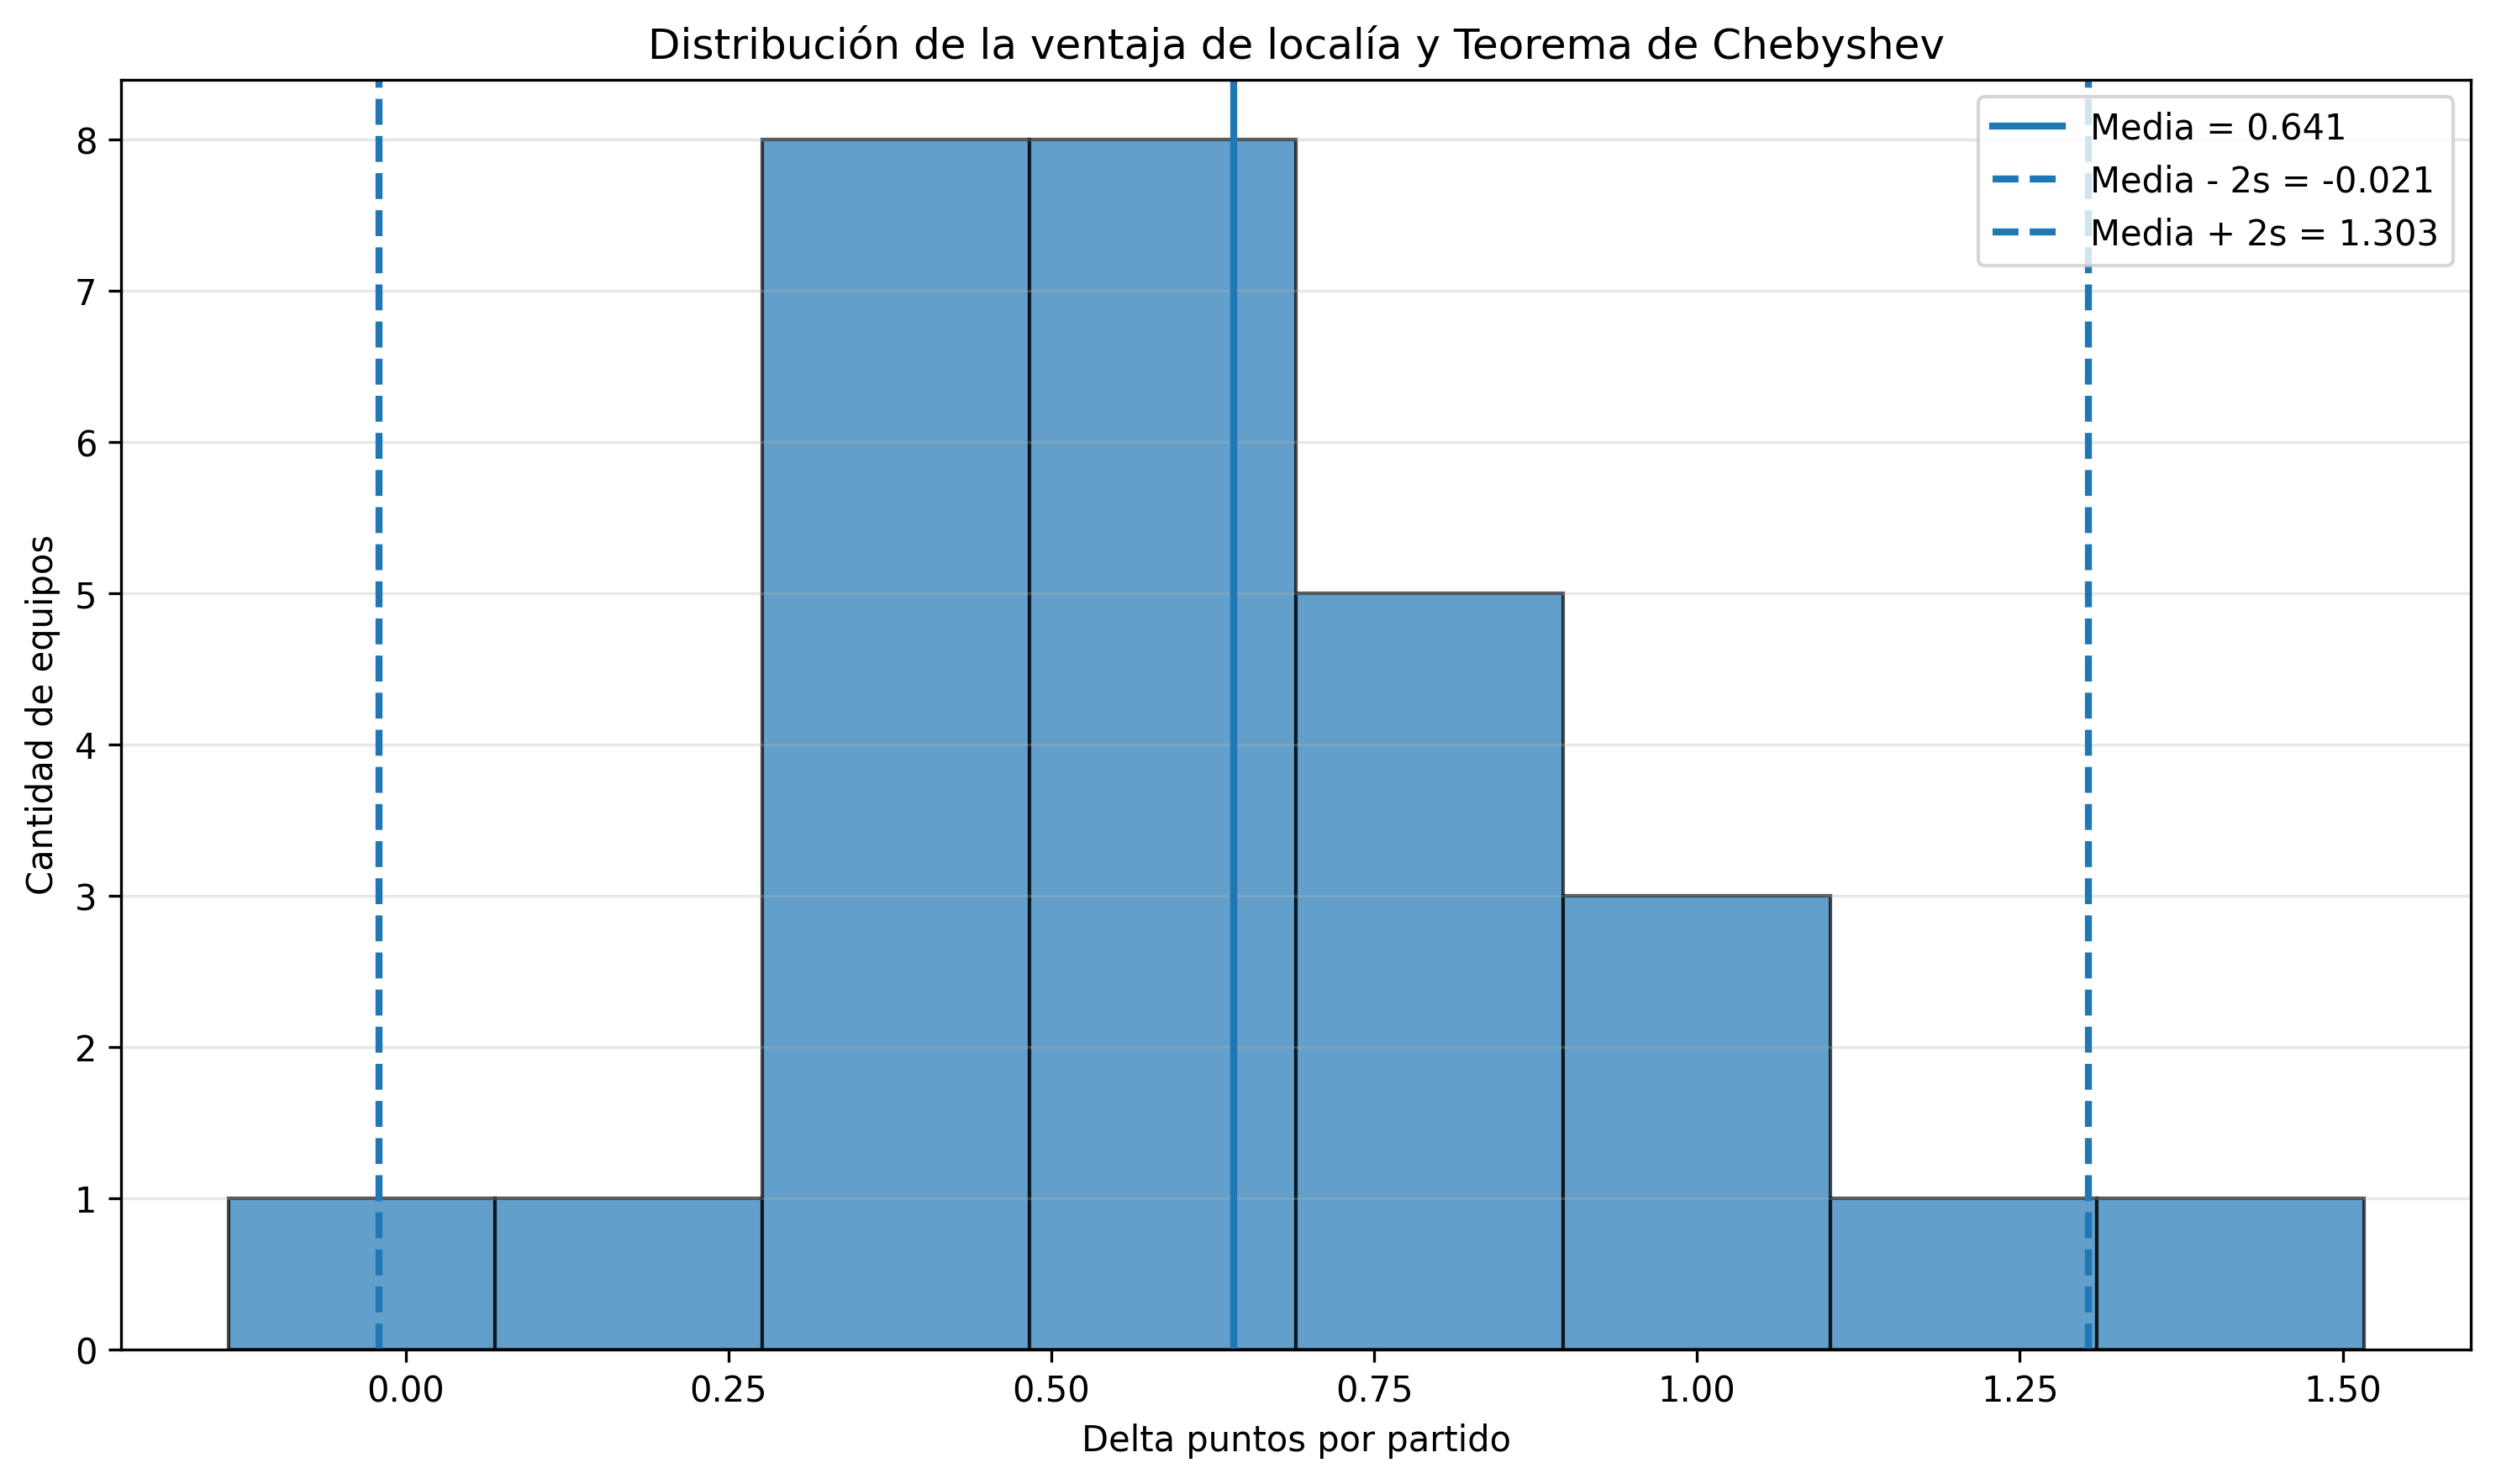 Distribución de la ventaja de localía y Teorema de Chebyshev
Media = 0.641
Media - 2s = -0.021
Media + 2s = 1.303
Cantidad de equipos
8
7
6
5
4
3
2
1
0
0.00 0.25 0.50 0.75 1.00 1.25 1.50
Delta puntos por partido